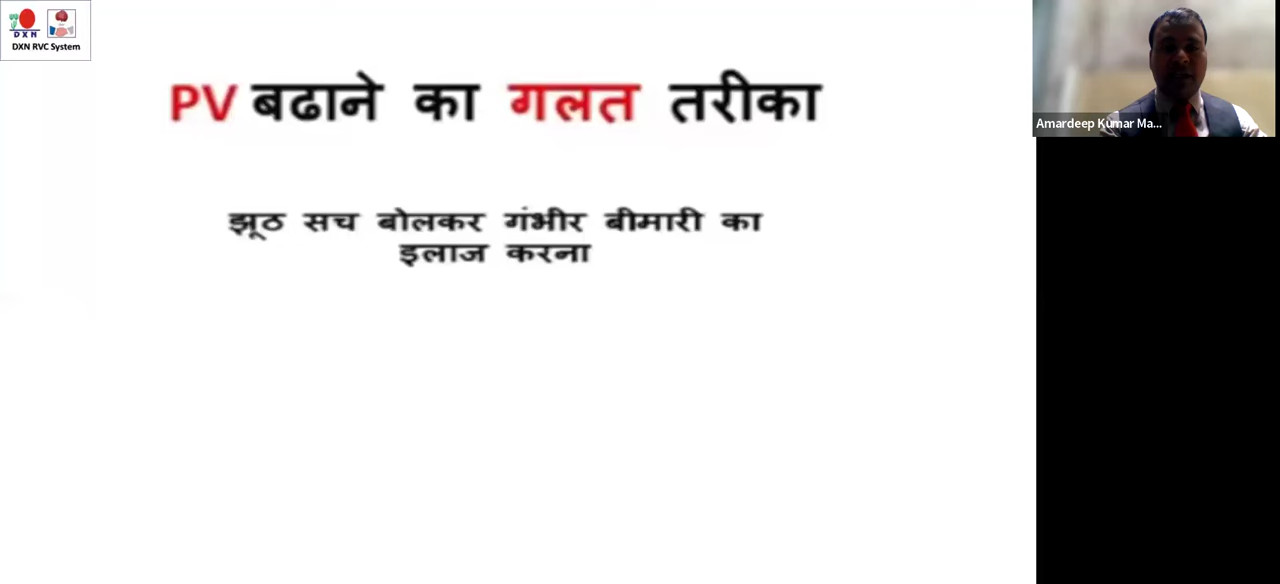 DXN
DXN RVC System
PV बढाने का गलत तरीका
झूठ सच बोलकर गंभीर बीमारी का
इलाज करना
Amardeep Kumar Ma...